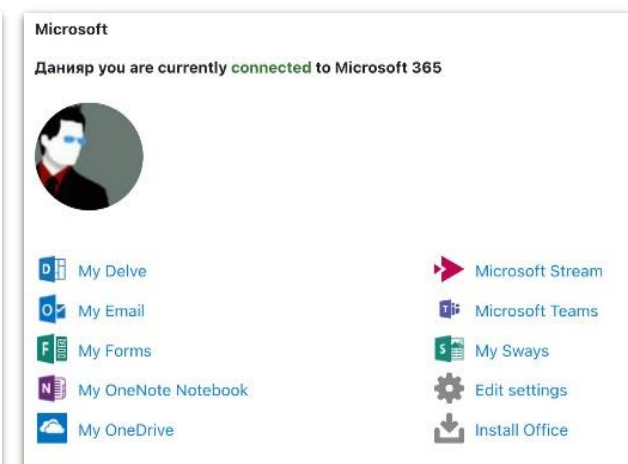 Microsoft
Данияр you are currently connected to Microsoft 365
My Delve
My Email
My Forms
My OneNote Notebook
My OneDrive
Microsoft Stream
Microsoft Teams
My Sways
Edit settings
Install Office